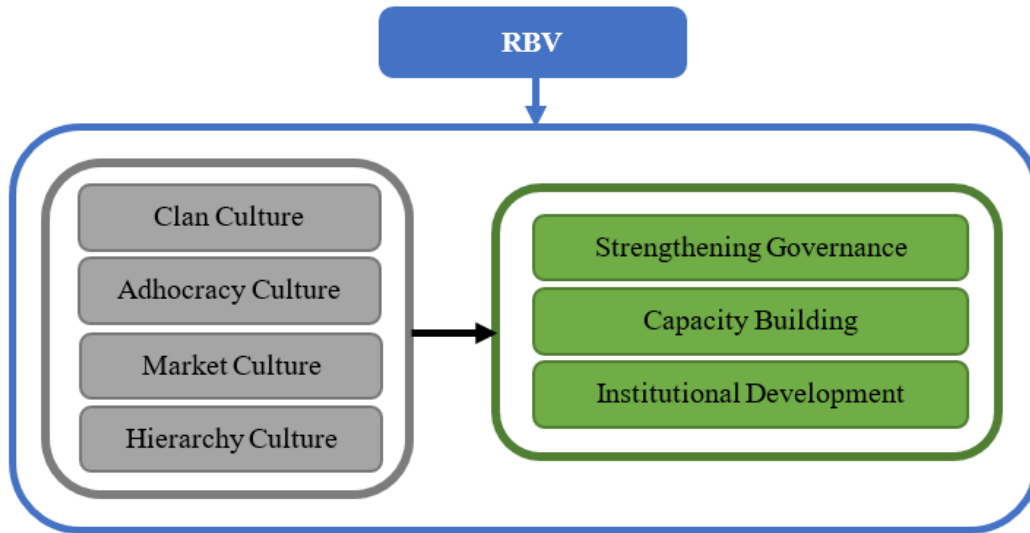 RBV
Clan Culture
Adhocracy Culture
Market Culture
Hierarchy Culture
Strengthening Governance
Capacity Building
Institutional Development